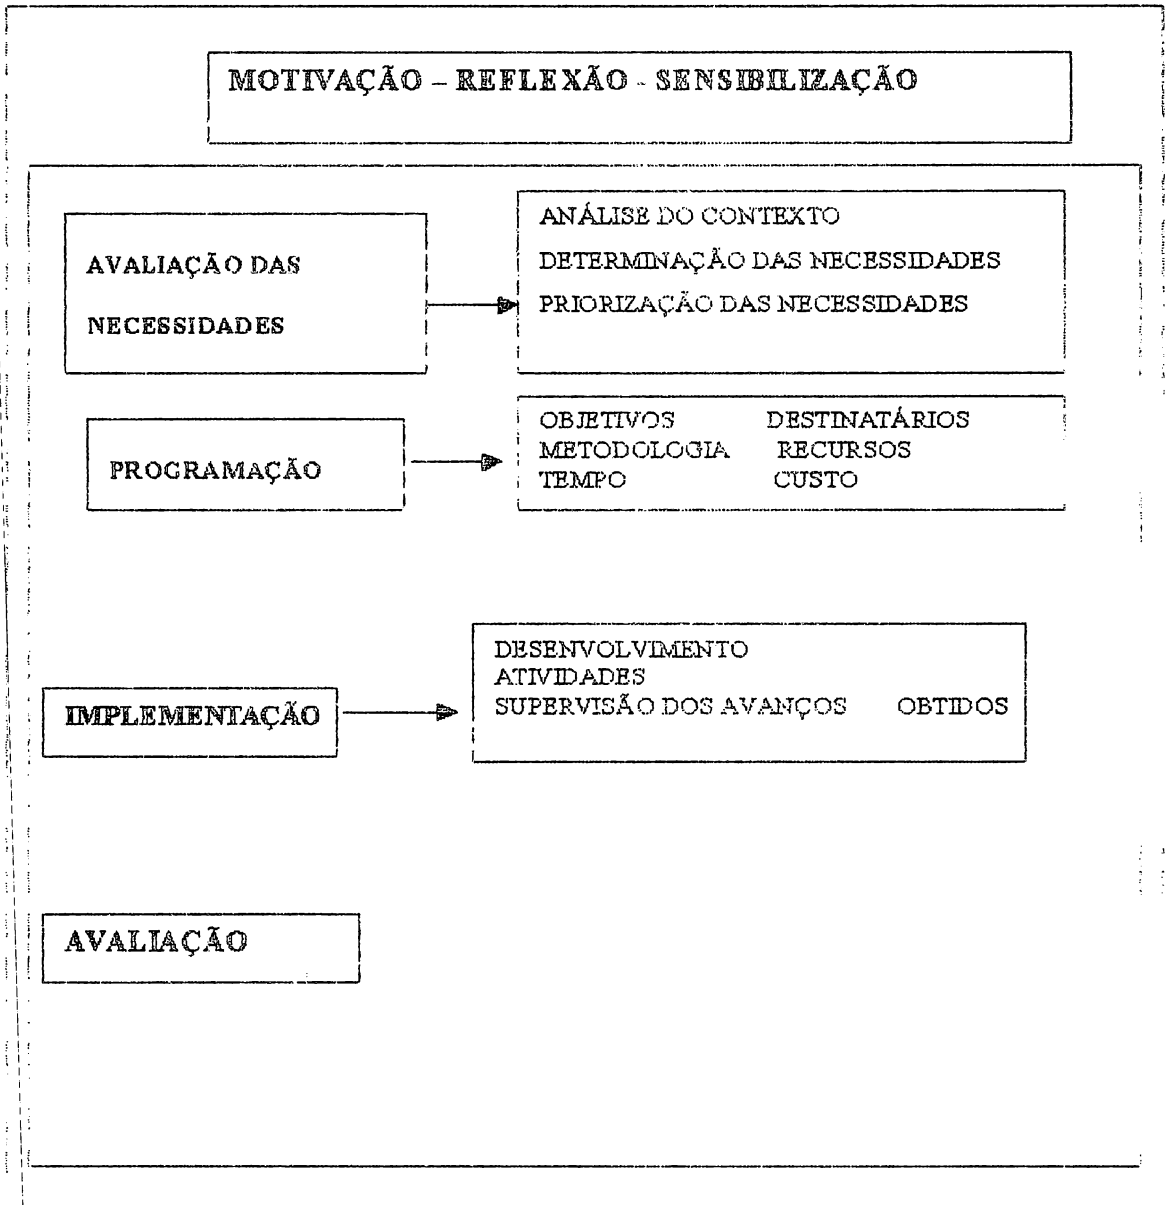 MOTIVAÇÃO – REFLEXÃO - SENSIBILIZAÇÃO
AVALIAÇÃO DAS
NECESSIDADES
ANÁLISE DO CONTEXTO
DETERMINAÇÃO DAS NECESSIDADES
PRIORIZAÇÃO DAS NECESSIDADES
PROGRAMAÇÃO
OBJETIVOS DESTINATÁRIOS
METODOLOGIA RECURSOS
TEMPO CUSTO
IMPLEMENTAÇÃO
DESENVOLVIMENTO
ATIVIDADES
SUPERVISÃO DOS AVANÇOS OBTIDOS
AVALIAÇÃO